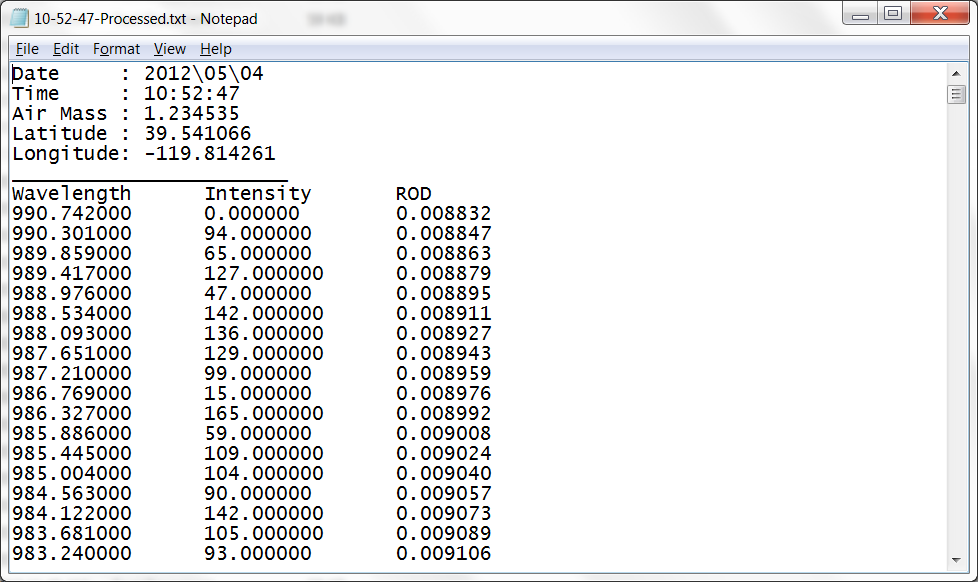 10-52-47-Processed.txt - Notepad
File Edit Format View Help
Date     : 2012\05\04
Time     : 10:52:47
Air Mass : 1.234535
Latitude : 39.541066
Longitude: -119.814261
_______________________
Wavelength      Intensity       ROD
990.742000      0.000000        0.008832
990.301000      94.000000       0.008847
989.859000      65.000000       0.008863
989.417000      127.000000      0.008879
988.976000      47.000000       0.008895
988.534000      142.000000      0.008911
988.093000      136.000000      0.008927
987.651000      129.000000      0.008943
987.210000      99.000000       0.008959
986.769000      15.000000       0.008976
986.327000      165.000000      0.008992
985.886000      59.000000       0.009008
985.445000      109.000000      0.009024
985.004000      104.000000      0.009040
984.563000      90.000000       0.009057
984.122000      142.000000      0.009073
983.681000      105.000000      0.009089
983.240000      93.000000       0.009106